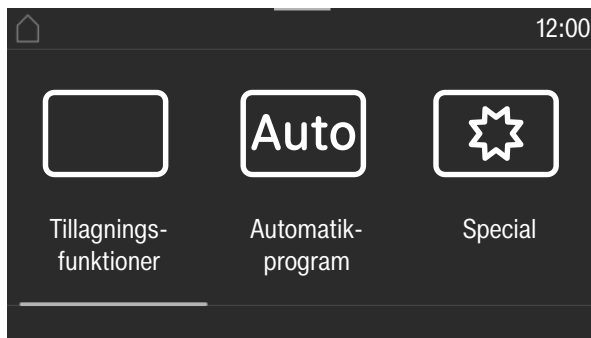 12:00
Auto
Tillagnings-
funktioner
Automatik-
program
Special